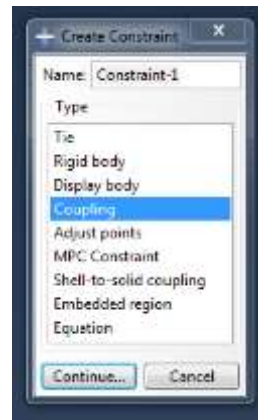 Create Constraint
Name: Constraint-1
Type
Tie
Rigid body
Display body
Coupling
Adjust points
MPC Constraint
Shell-to-solid coupling
Embedded region
Equation
Continue... Cancel